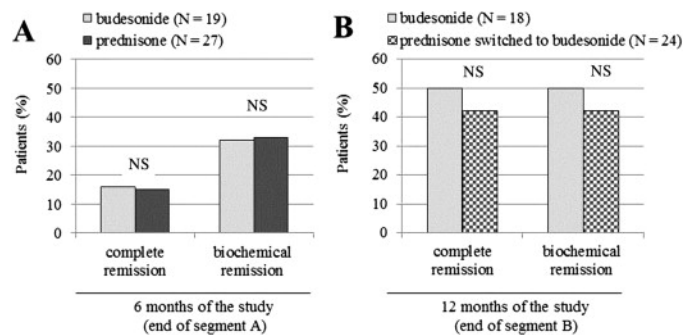 A
budesonide (N = 19)
prednisone (N = 27)
Patients (%)
60
50
40
30
20
10
0
NS
NS
complete
remission
biochemical
remission
6 months of the study
(end of segment A)
B
budesonide (N = 18)
prednisone switched to budesonide (N = 24)
Patients (%)
60
50
40
30
20
10
0
NS
NS
complete
remission
biochemical
remission
12 months of the study
(end of segment B)